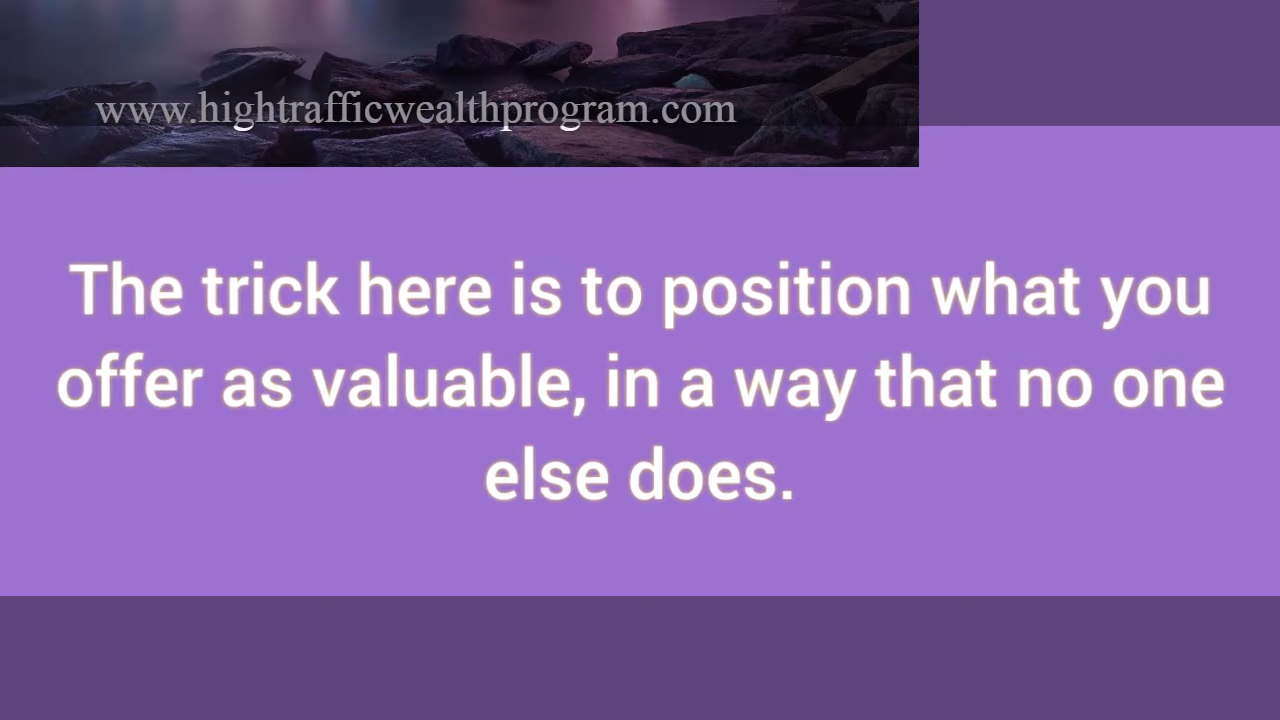 www.hightrafficwealthprogram.com
The trick here is to position what you
offer as valuable, in a way that no one
else does.